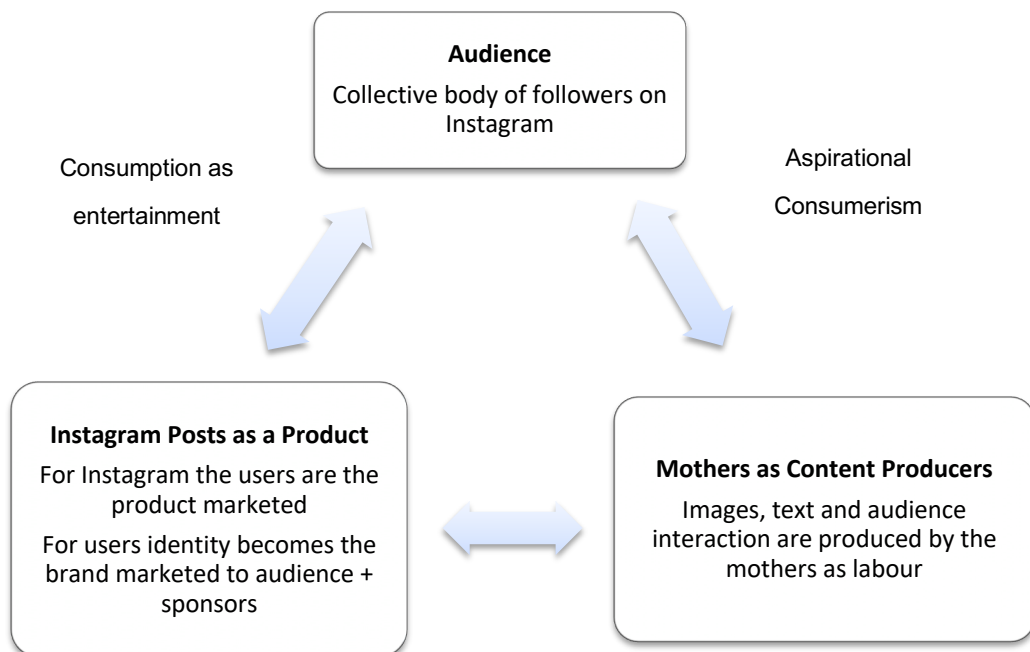 Audience
Collective body of followers on
Instagram
Consumption as
entertainment
Aspirational
Consumerism
Instagram Posts as a Product
For Instagram the users are the
product marketed
For users identity becomes the
brand marketed to audience +
sponsors
Mothers as Content Producers
Images, text and audience
interaction are produced by the
mothers as labour